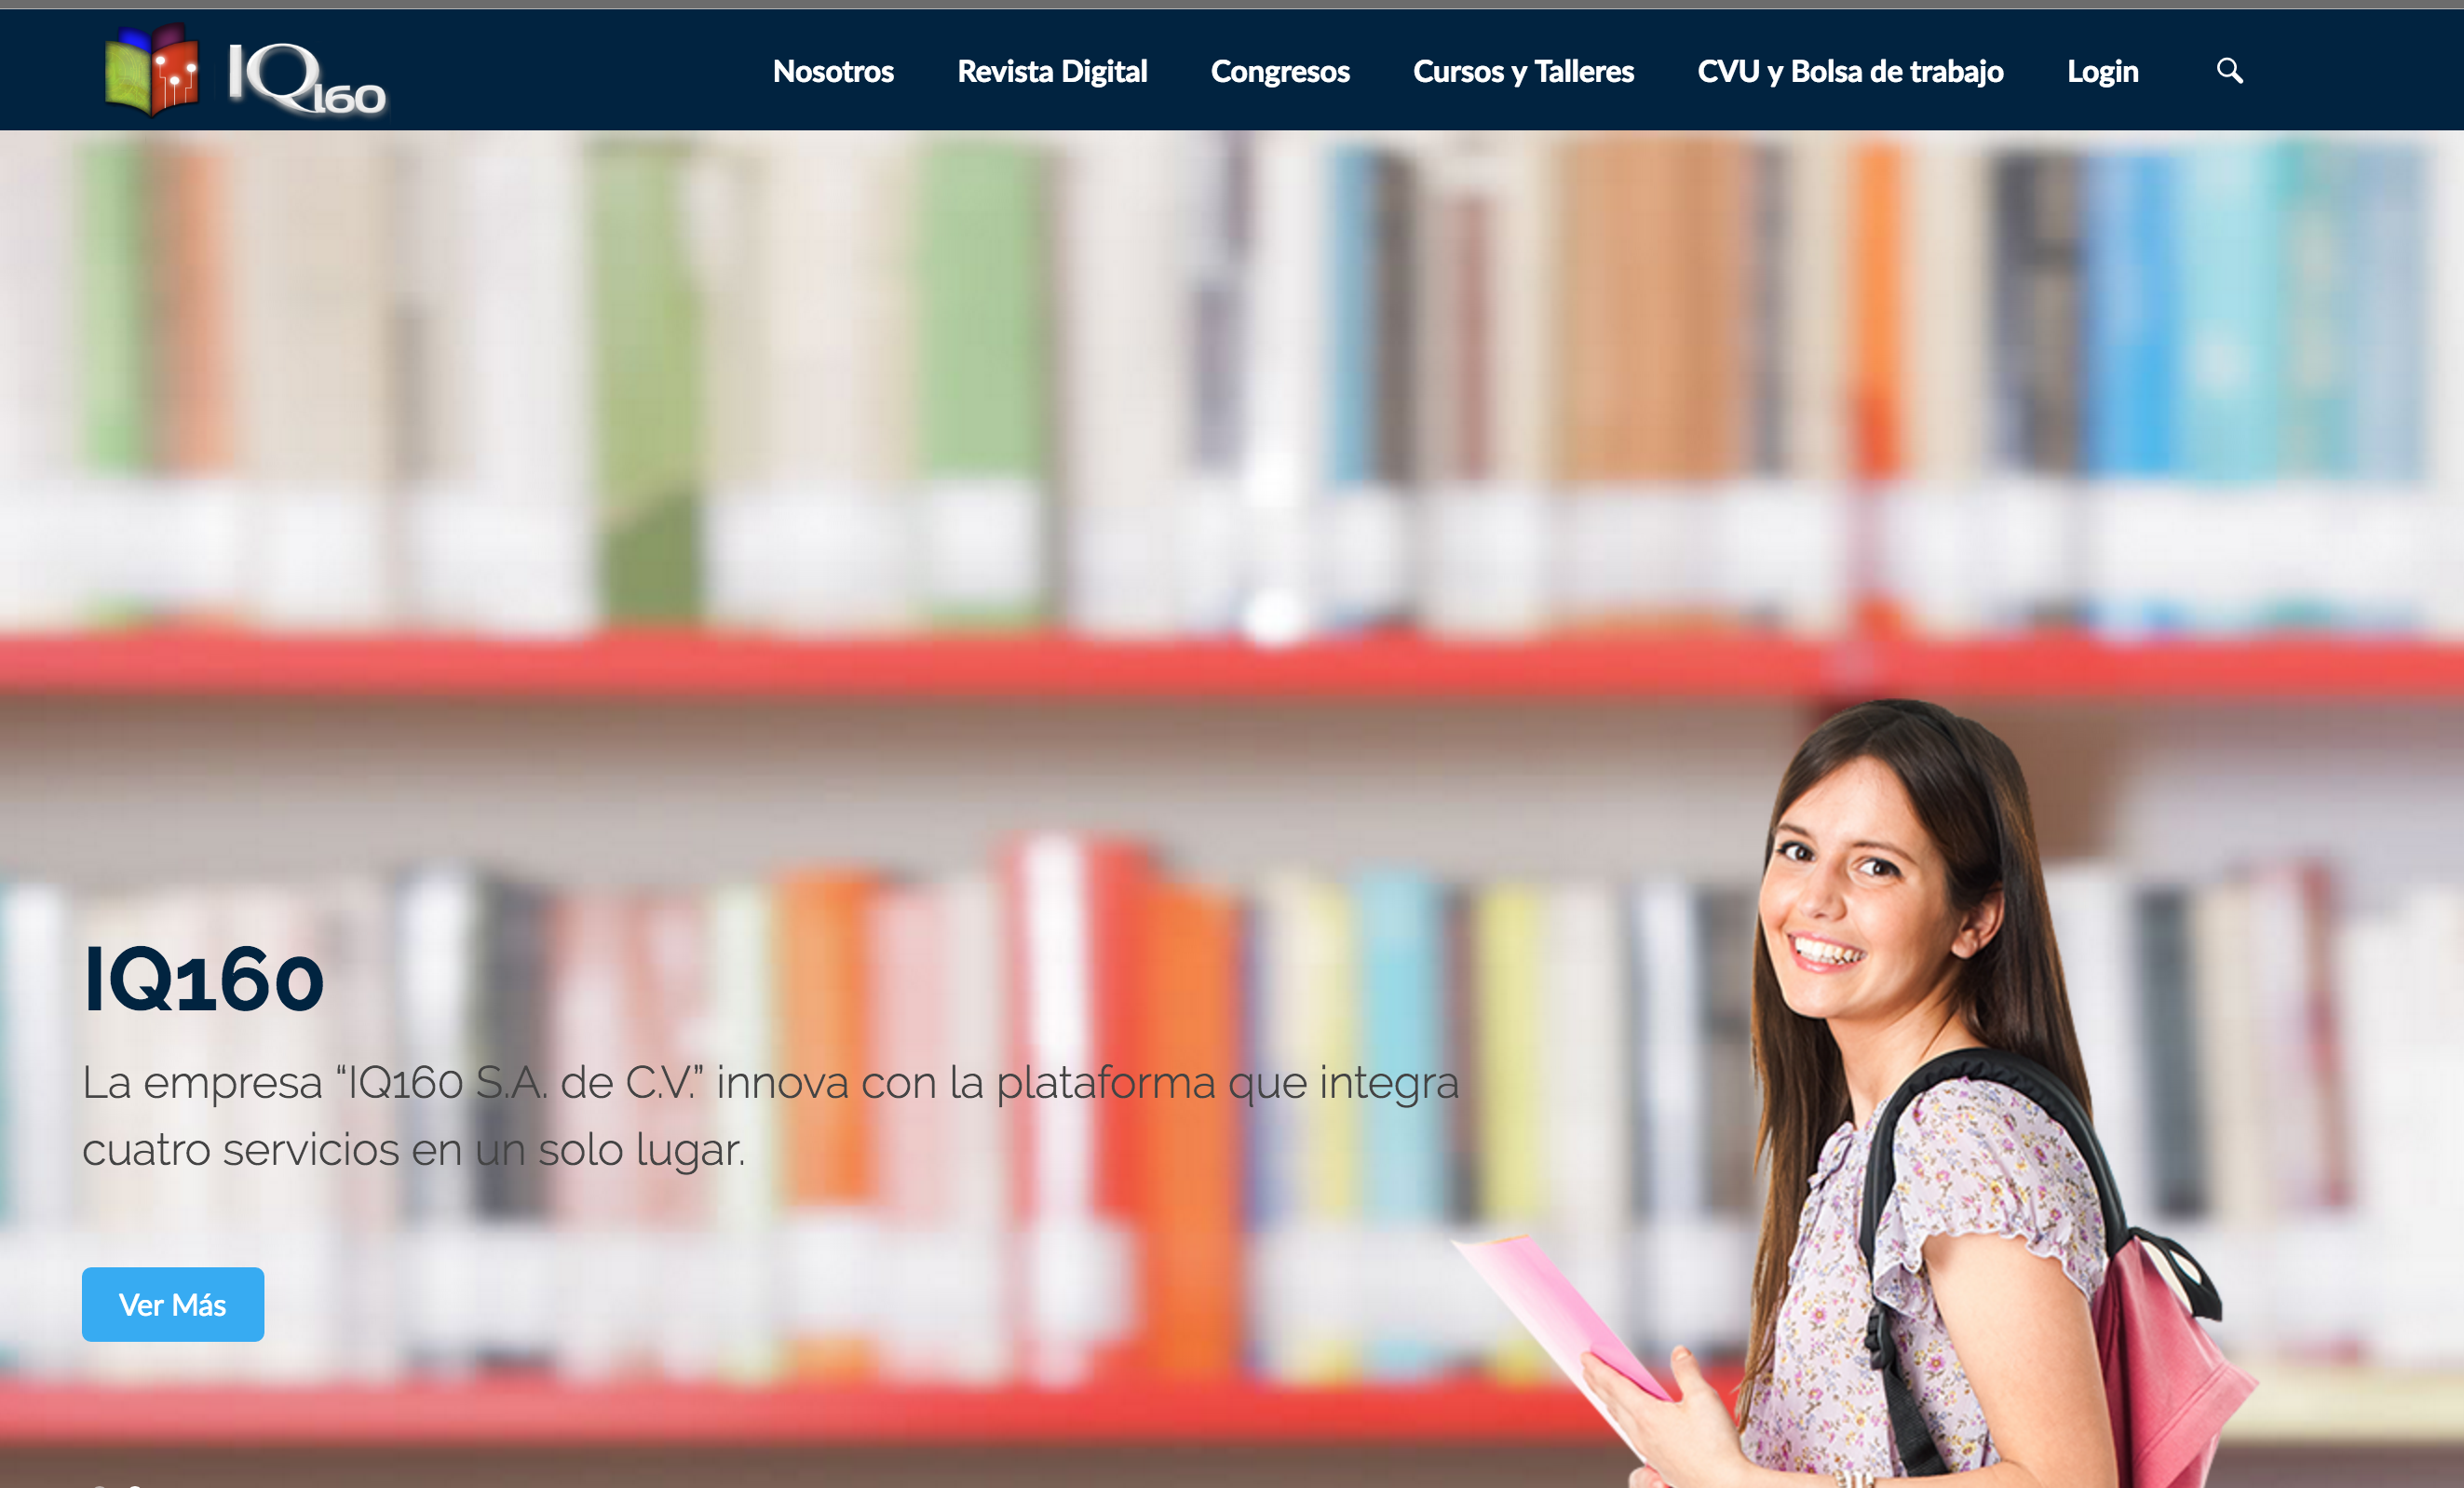 IQ160
Nosotros
Revista Digital
Congresos
Cursos y Talleres
CVU y Bolsa de trabajo
Login
IQ160
La empresa “IQ160 S.A. de C.V.” innova con la plataforma que integra
cuatro servicios en un solo lugar.
Ver Más